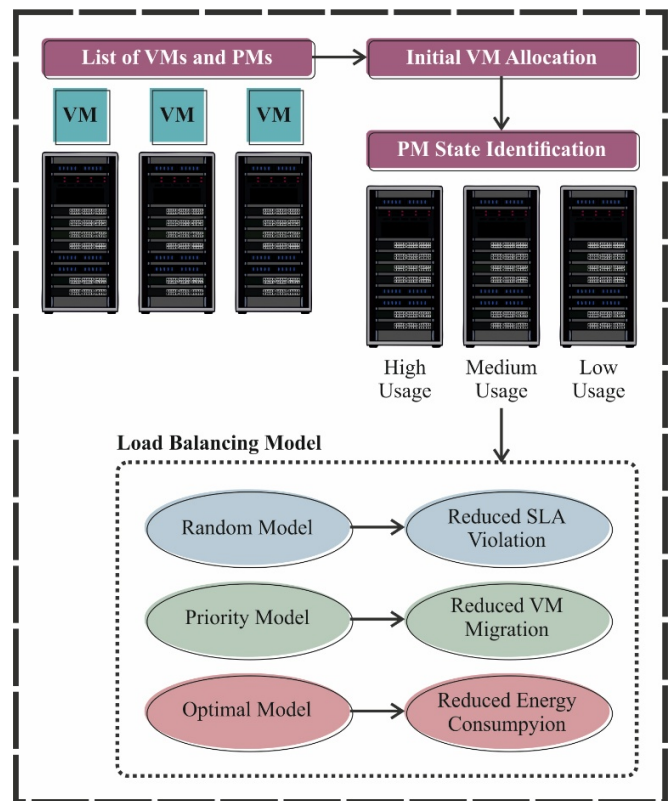 List of VMs and PMs
Initial VM Allocation
VM
VM
VM
PM State Identification
High
Usage
Medium
Usage
Low
Usage
Load Balancing Model
Random Model
Reduced SLA
Violation
Priority Model
Reduced VM
Migration
Optimal Model
Reduced Energy
Consumpyion